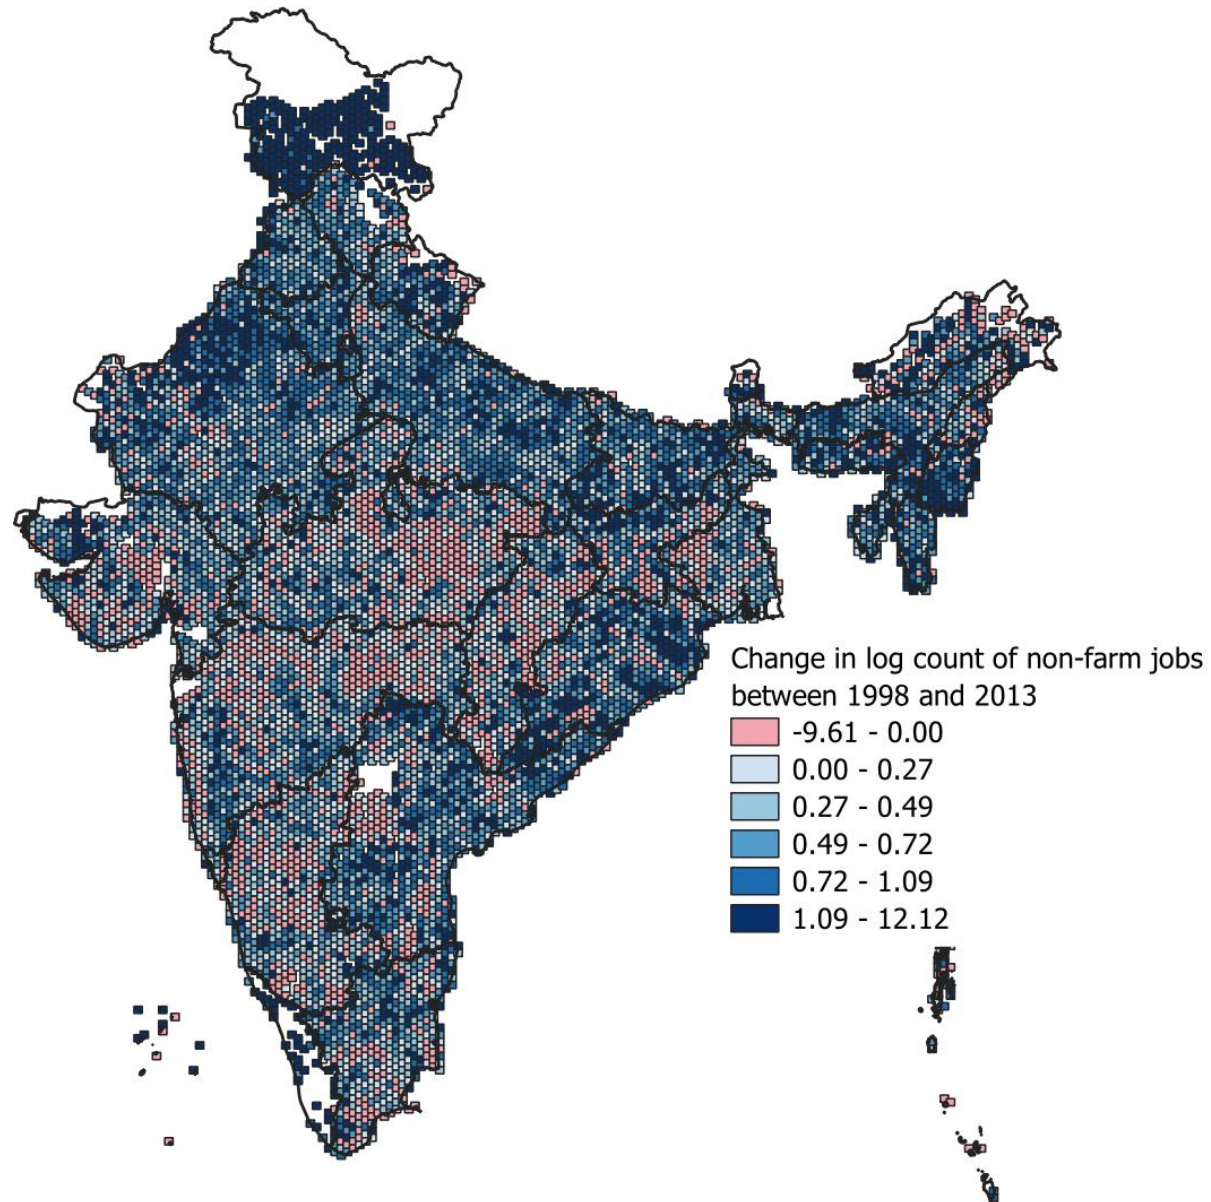 Change in log count of non-farm jobs
between 1998 and 2013
-9.61 - 0.00
0.00 - 0.27
0.27 - 0.49
0.49 - 0.72
0.72 - 1.09
1.09 - 12.12